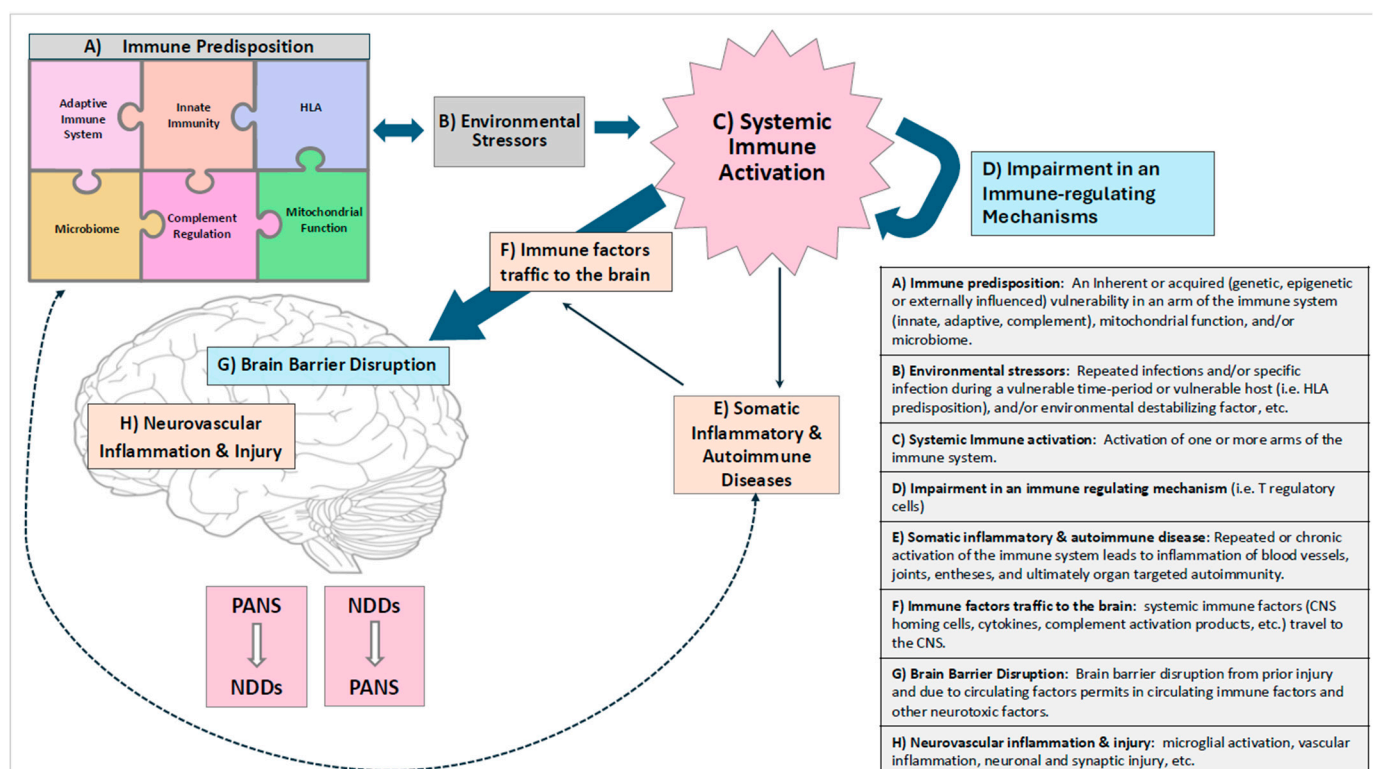 A) Immune Predisposition
Adaptive
Immune
System
Innate
Immunity
HLA
Microbiome
Complement
Regulation
Mitochondrial
Function
B) Environmental
Stressors
C) Systemic
Immune
Activation
D) Impairment in an
Immune-regulating
Mechanisms
F) Immune factors
traffic to the brain
G) Brain Barrier Disruption
H) Neurovascular
Inflammation & Injury
E) Somatic
Inflammatory &
Autoimmune
Diseases
PANS
NDDs
NDDs
PANS
A) Immune predisposition: An Inherent or acquired (genetic, epigenetic
or externally influenced) vulnerability in an arm of the immune system
(innate, adaptive, complement), mitochondrial function, and/or
microbiome.
B) Environmental stressors: Repeated infections and/or specific
infection during a vulnerable time-period or vulnerable host (i.e. HLA
predisposition), and/or environmental destabilizing factor, etc.
C) Systemic Immune activation: Activation of one or more arms of the
immune system.
D) Impairment in an immune regulating mechanism (i.e. T regulatory
cells)
E) Somatic inflammatory & autoimmune disease: Repeated or chronic
activation of the immune system leads to inflammation of blood vessels,
joints, entheses, and ultimately organ targeted autoimmunity.
F) Immune factors traffic to the brain: systemic immune factors (CNS
homing cells, cytokines, complement activation products, etc.) travel to
the CNS.
G) Brain Barrier Disruption: Brain barrier disruption from prior injury
and due to circulating factors permits in circulating immune factors and
other neurotoxic factors.
H) Neurovascular inflammation & injury: microglial activation, vascular
inflammation, neuronal and synaptic injury, etc.